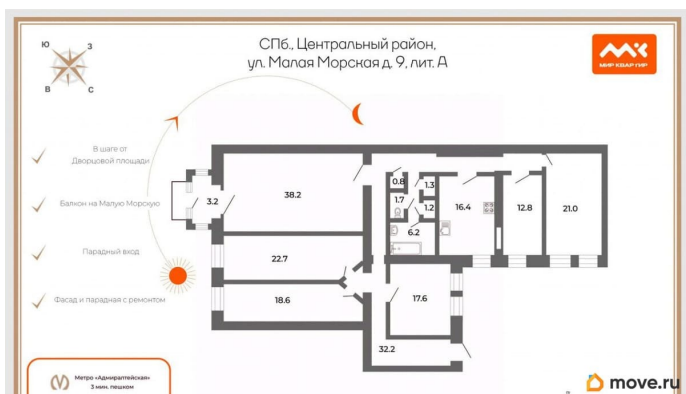 СПб., Центральный район,
ул. Малая Морская д. 9, лит. А
МИР КВАРТИР
Ю
З
В
С
В шаге от
Дворцовой площади
Балкон на Малую Морскую
Парадный вход
Фасад и парадная с ремонтом
3.2
38.2
22.7
18.6
0.8
1.3
1.7
1.2
6.2
16.4
12.8
21.0
17.6
32.2
Метро «Адмиралтейская»
3 мин. пешком
move.ru